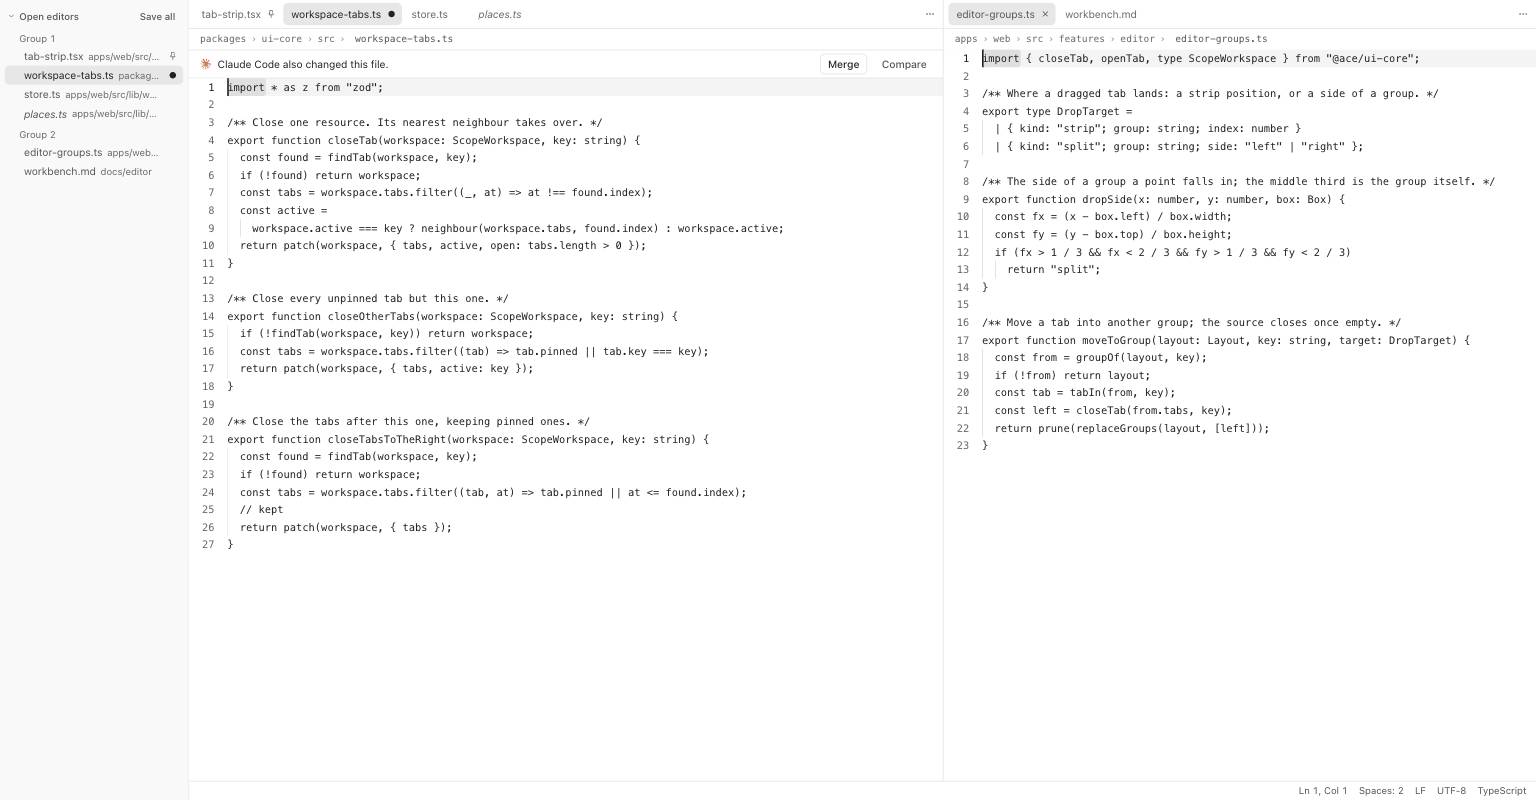 Open editors Save all
Group 1
tab-strip.tsx apps/web/src/...
workspace-tabs.ts packag...
store.ts apps/web/src/lib/w...
places.ts apps/web/src/lib/...
Group 2
editor-groups.ts apps/web...
workbench.md docs/editor
tab-strip.tsx workspace-tabs.ts store.ts places.ts
packages › ui-core › src › workspace-tabs.ts
Claude Code also changed this file. Merge Compare
1 import * as z from "zod";
2
3 /** Close one resource. Its nearest neighbour takes over. */
4 export function closeTab(workspace: ScopeWorkspace, key: string) {
5 const found = findTab(workspace, key);
6 if (!found) return workspace;
7 const tabs = workspace.tabs.filter((_, at) => at !== found.index);
8 const active =
9 workspace.active === key ? neighbour(workspace.tabs, found.index) : workspace.active;
10 return patch(workspace, { tabs, active, open: tabs.length > 0 });
11 }
12
13 /** Close every unpinned tab but this one. */
14 export function closeOtherTabs(workspace: ScopeWorkspace, key: string) {
15 if (!findTab(workspace, key)) return workspace;
16 const tabs = workspace.tabs.filter((tab) => tab.pinned || tab.key === key);
17 return patch(workspace, { tabs, active: key });
18 }
19
20 /** Close the tabs after this one, keeping pinned ones. */
21 export function closeTabsToTheRight(workspace: ScopeWorkspace, key: string) {
22 const found = findTab(workspace, key);
23 if (!found) return workspace;
24 const tabs = workspace.tabs.filter((tab, at) => tab.pinned || at <= found.index);
25 // kept
26 return patch(workspace, { tabs });
27 }
editor-groups.ts × workbench.md
apps › web › src › features › editor › editor-groups.ts
1 import { closeTab, openTab, type ScopeWorkspace } from "@ace/ui-core";
2
3 /** Where a dragged tab lands: a strip position, or a side of a group. */
4 export type DropTarget =
5 | { kind: "strip"; group: string; index: number }
6 | { kind: "split"; group: string; side: "left" | "right" };
7
8 /** The side of a group a point falls in; the middle third is the group itself. */
9 export function dropSide(x: number, y: number, box: Box) {
10 const fx = (x - box.left) / box.width;
11 const fy = (y - box.top) / box.height;
12 if (fx > 1 / 3 && fx < 2 / 3 && fy > 1 / 3 && fy < 2 / 3)
13 return "split";
14 }
15
16 /** Move a tab into another group; the source closes once empty. */
17 export function moveToGroup(layout: Layout, key: string, target: DropTarget) {
18 const from = groupOf(layout, key);
19 if (!from) return layout;
20 const tab = tabIn(from, key);
21 const left = closeTab(from.tabs, key);
22 return prune(replaceGroups(layout, [left]));
23 }
Ln 1, Col 1 Spaces: 2 LF UTF-8 TypeScript